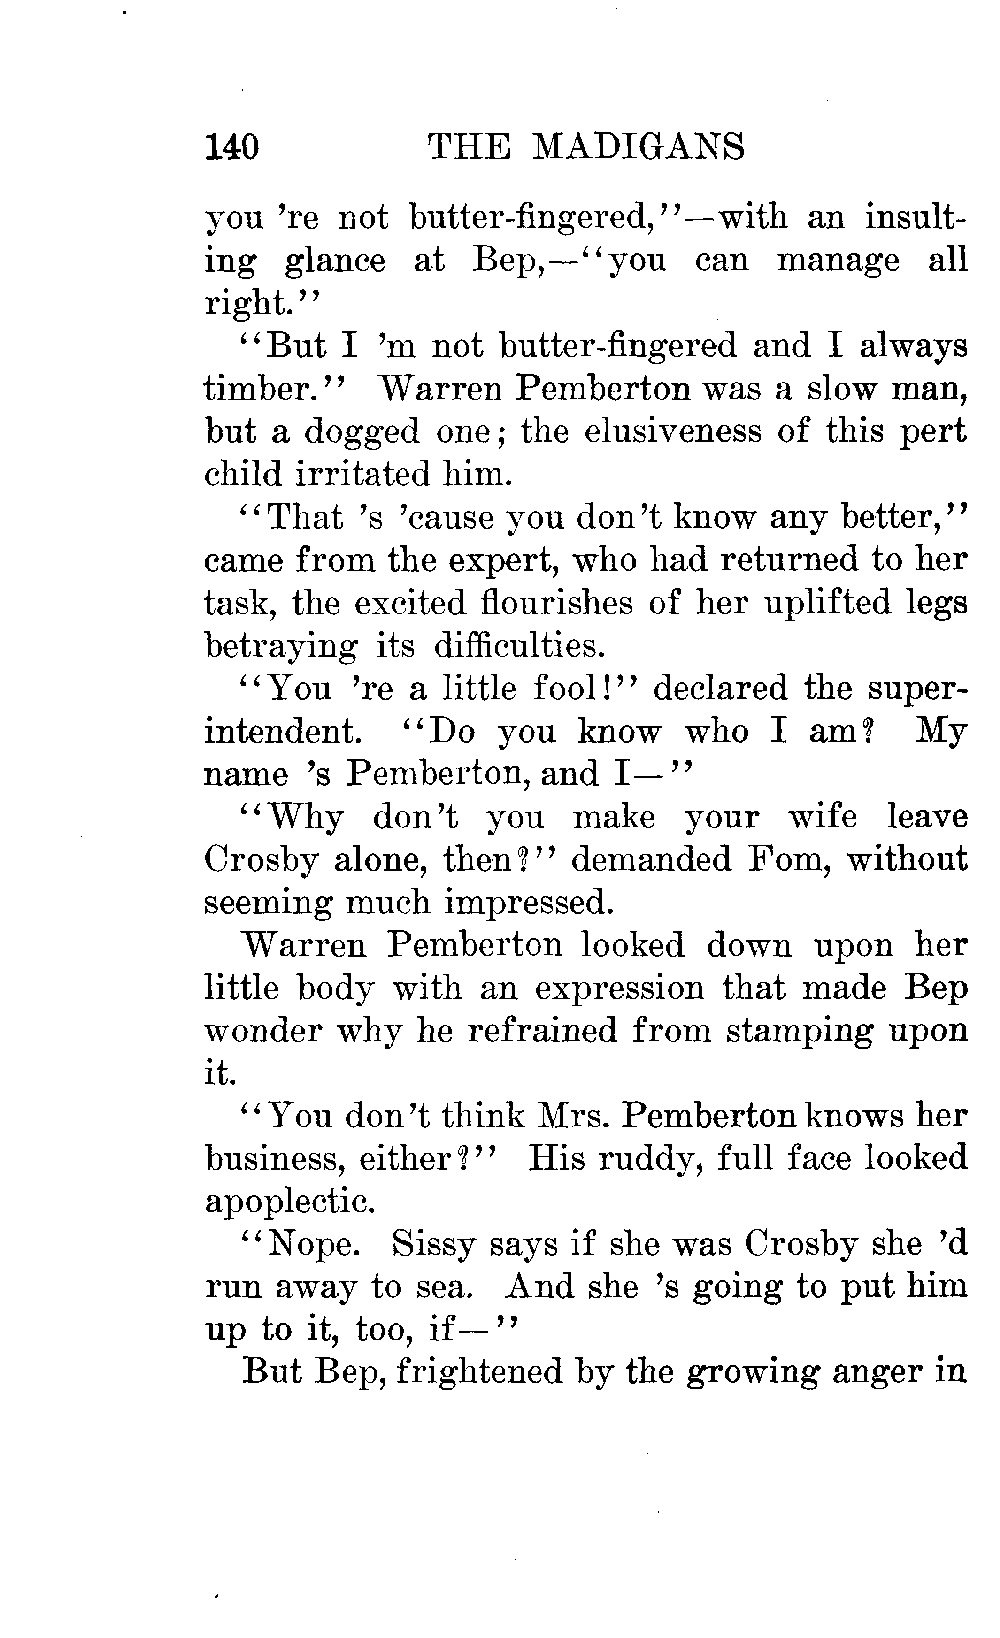 140 THE MADIGANS
you 're not butter-fingered,''—with an insult-
ing glance at Bep,—''you can manage all
right.''
''But I 'm not butter-fingered and I always
timber.'' Warren Pemberton was a slow man,
but a dogged one; the elusiveness of this pert
child irritated him.
''That 's 'cause you don't know any better,''
came from the expert, who had returned to her
task, the excited flourishes of her uplifted legs
betraying its difficulties.
''You 're a little fool!'' declared the super-
intendent. ''Do you know who I am? My
name 's Pemberton, and I—''
''Why don't you make your wife leave
Crosby alone, then?'' demanded Fom, without
seeming much impressed.
Warren Pemberton looked down upon her
little body with an expression that made Bep
wonder why he refrained from stamping upon
it.
''You don't think Mrs. Pemberton knows her
business, either?'' His ruddy, full face looked
apoplectic.
''Nope. Sissy says if she was Crosby she 'd
run away to sea. And she 's going to put him
up to it, too, if—''
But Bep, frightened by the growing anger in